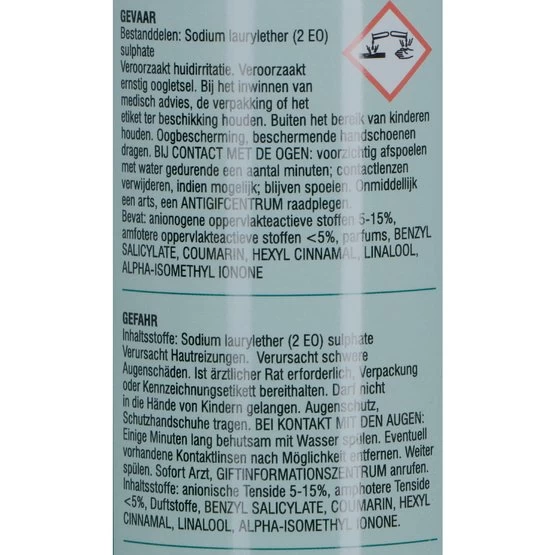 GEVAAR
Bestanddelen: Sodium laurylether (2 EO)
sulphate
Veroorzaakt huidirritatie. Veroorzaakt
ernstig oogletsel. Bij het inwinnen van
medisch advies, de verpakking of het
etiket ter beschikking houden. Buiten het bereik van kinderen
houden. Oogbescherming, beschermende handschoenen
dragen. BIJ CONTACT MET DE OGEN: voorzichtig afspoelen
met water gedurende een aantal minuten; contactlenzen
verwijderen, indien mogelijk; blijven spoelen. Onmiddellijk
een arts, een ANTIGIFCENTRUM raadplegen.
Bevat: anionogene oppervlakteactieve stoffen 5-15%,
amfotere oppervlakteactieve stoffen <5%, parfums, BENZYL
SALICYLATE, COUMARIN, HEXYL CINNAMAL, LINALOOL,
ALPHA-ISOMETHYL IONONE
GEFAHR
Inhaltsstoffe: Sodium laurylether (2 EO) sulphate
Verursacht Hautreizungen. Verursacht schwere
Augenschäden. Ist ärztlicher Rat erforderlich, Verpackung
oder Kennzeichnungsetikett bereithalten. Darf nicht
in die Hände von Kindern gelangen. Augenschutz,
Schutzhandschuhe tragen. BEI KONTAKT MIT DEN AUGEN:
Einige Minuten lang behutsam mit Wasser spülen. Eventuell
vorhandene Kontaktlinsen nach Möglichkeit entfernen. Weiter
spülen. Sofort Arzt, GIFTINFORMATIONSZENTRUM anrufen.
Inhaltsstoffe: anionische Tenside 5-15%, amphotere Tenside
<5%, Duftstoffe, BENZYL SALICYLATE, COUMARIN, HEXYL
CINNAMAL, LINALOOL, ALPHA-ISOMETHYL IONONE.